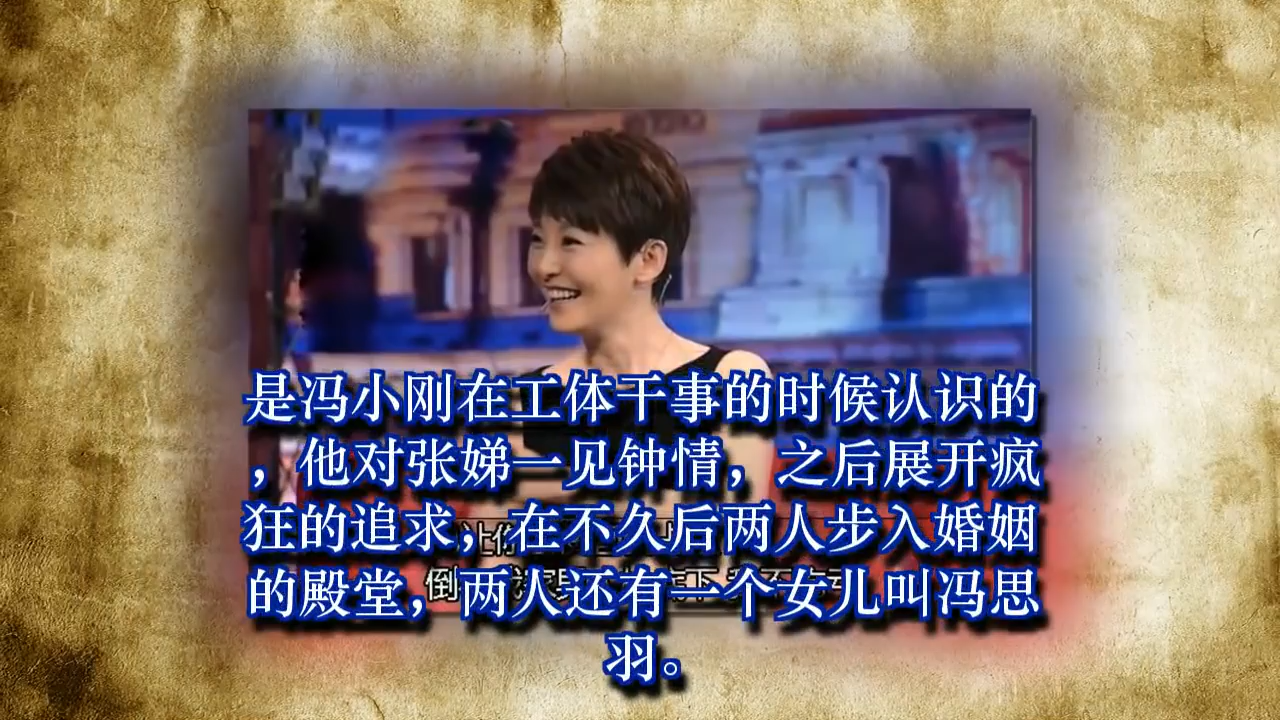 是冯小刚在工体干事的时候认识的
，他对张娣一见钟情，之后展开疯
狂的追求，在不久后两人步入婚姻
的殿堂，两人还有一个女儿叫冯思
羽。